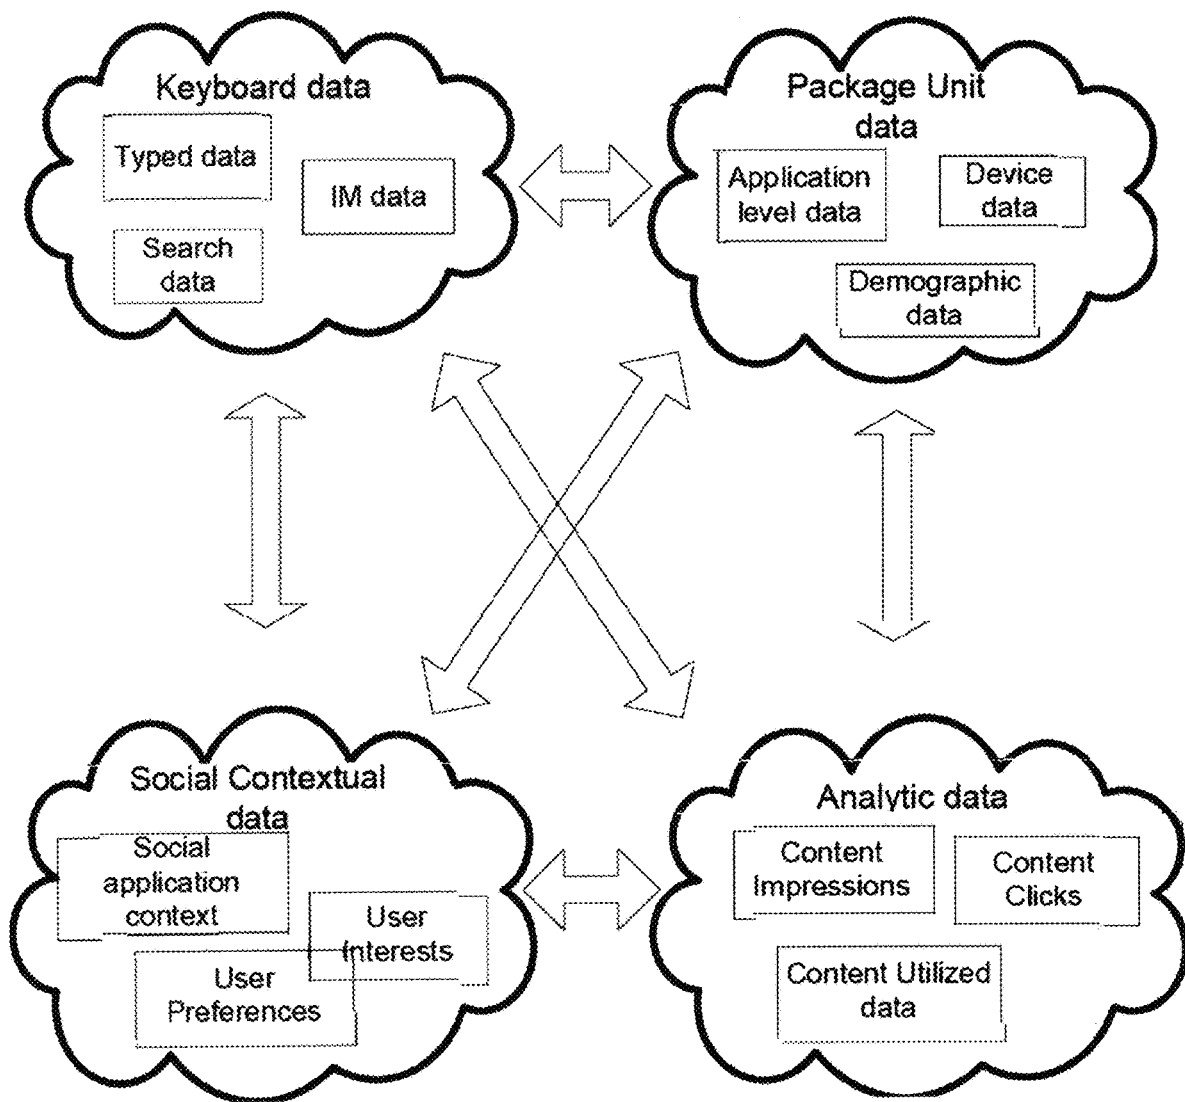 Keyboard data
Typed data
IM data
Search
data
Package Unit
data
Application
level data
Device
data
Demographic
data
Social Contextual
data
Social
application
context
User
Interests
User
Preferences
Analytic data
Content
Impressions
Content
Clicks
Content Utilized
data